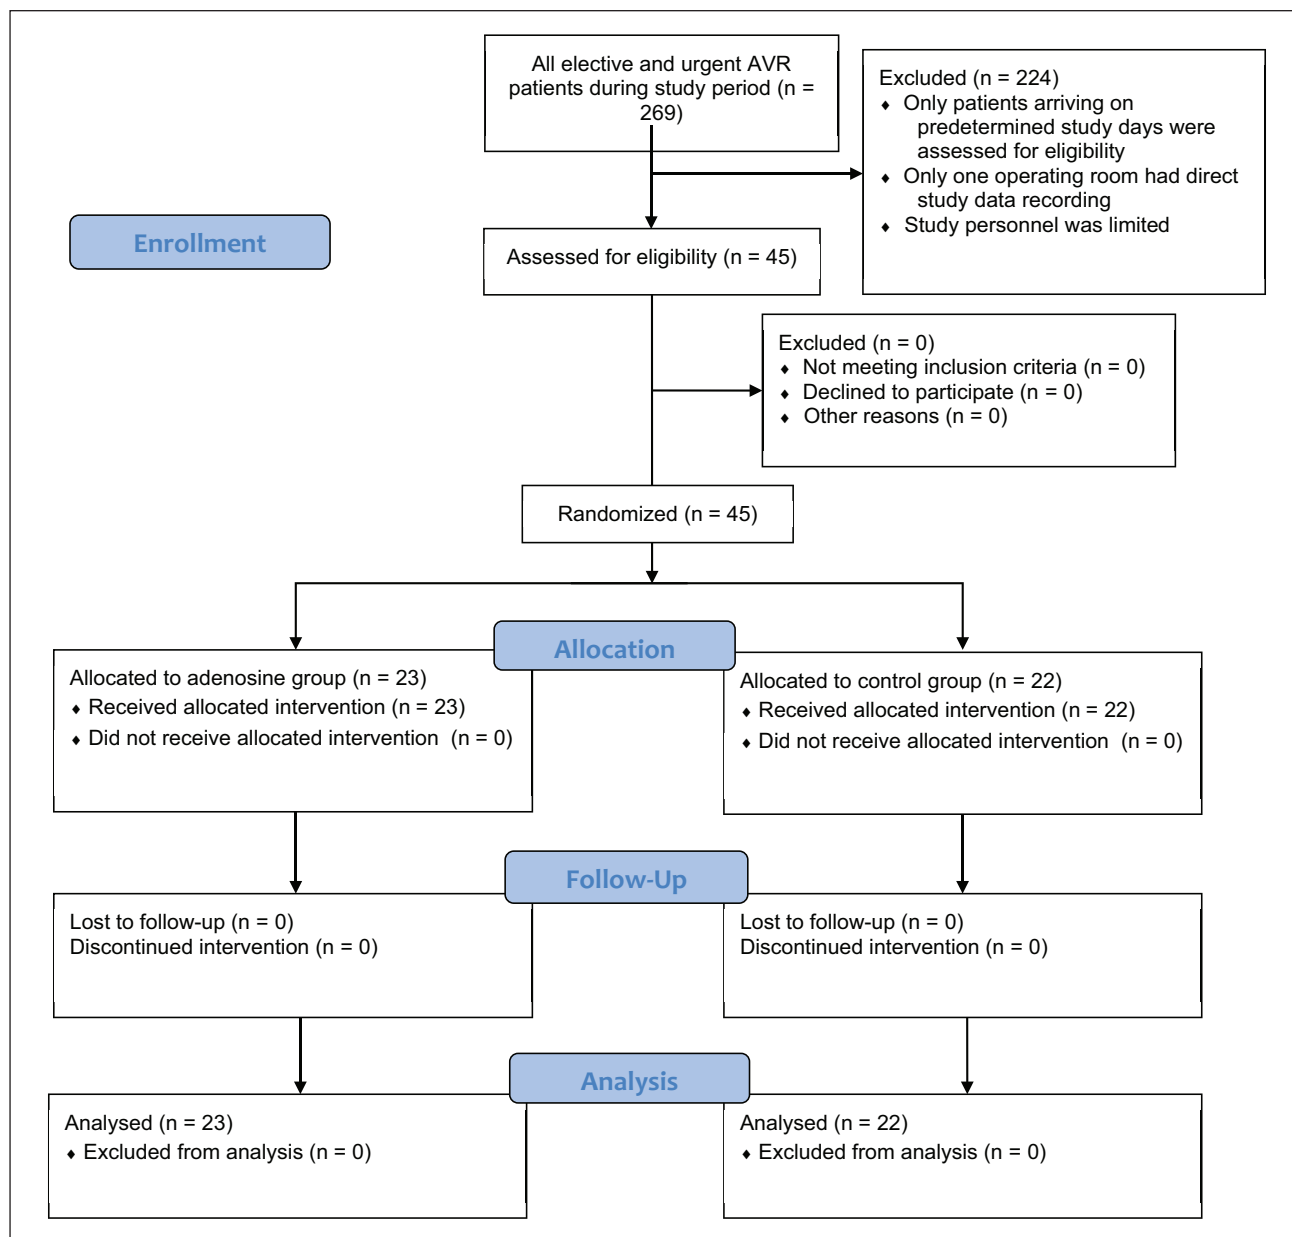 All elective and urgent AVR
patients during study period (n =
269)
Excluded (n = 224)
♦ Only patients arriving on
predetermined study days were
assessed for eligibility
♦ Only one operating room had direct
study data recording
♦ Study personnel was limited
Enrollment
Assessed for eligibility (n = 45)
Excluded (n = 0)
♦ Not meeting inclusion criteria (n = 0)
♦ Declined to participate (n = 0)
♦ Other reasons (n = 0)
Randomized (n = 45)
Allocation
Allocated to adenosine group (n = 23)
♦ Received allocated intervention (n = 23)
♦ Did not receive allocated intervention (n = 0)
Allocated to control group (n = 22)
♦ Received allocated intervention (n = 22)
♦ Did not receive allocated intervention (n = 0)
Follow-Up
Lost to follow-up (n = 0)
Discontinued intervention (n = 0)
Lost to follow-up (n = 0)
Discontinued intervention (n = 0)
Analysis
Analysed (n = 23)
♦ Excluded from analysis (n = 0)
Analysed (n = 22)
♦ Excluded from analysis (n = 0)